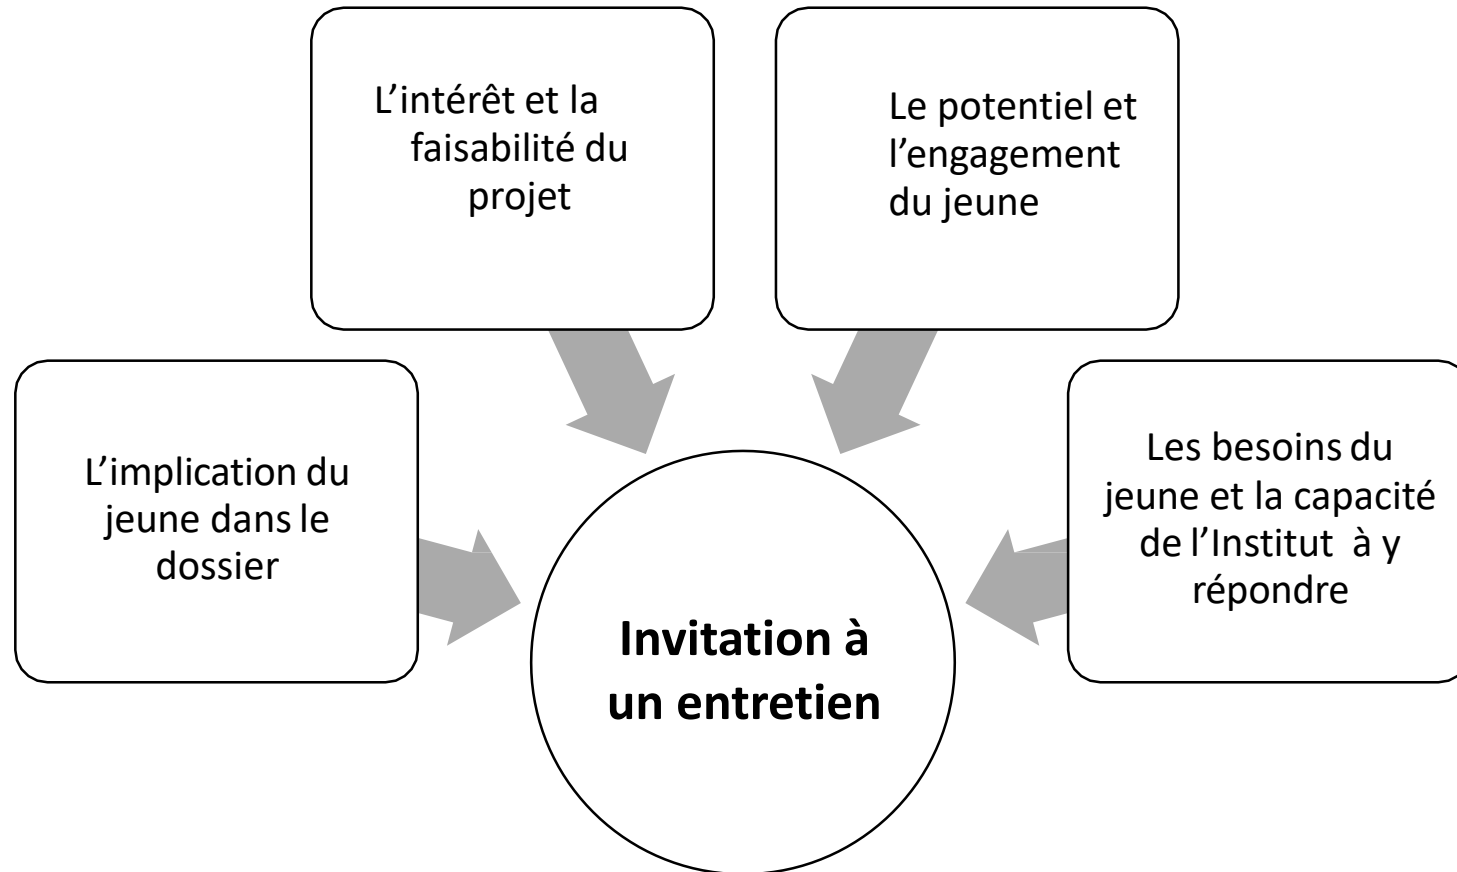 L’intérêt et la
faisabilité du
projet
Le potentiel et
l’engagement
du jeune
L’implication du
jeune dans le
dossier
Les besoins du
jeune et la capacité
de l’Institut à y
répondre
Invitation à
un entretien